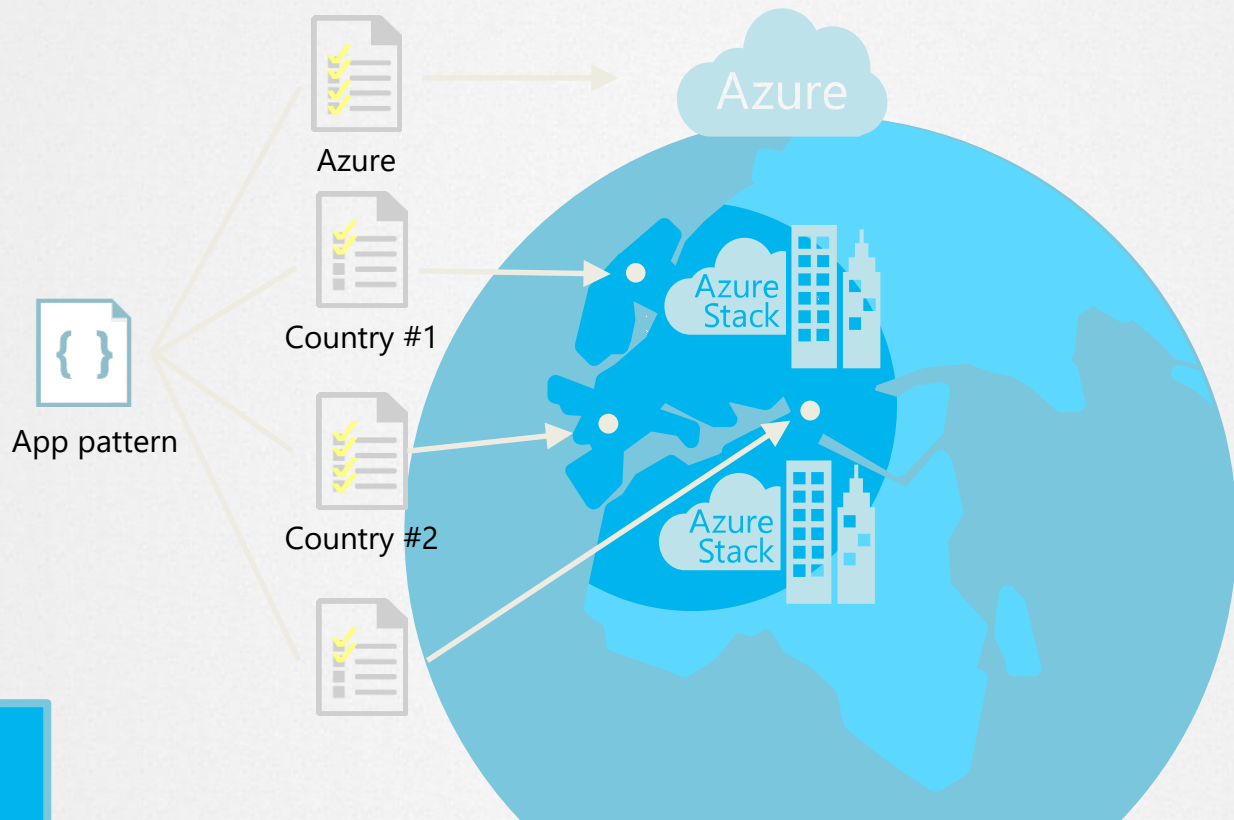 Azure
Azure
Country #1
Azure
Stack
{ }
App pattern
Country #2
Azure
Stack